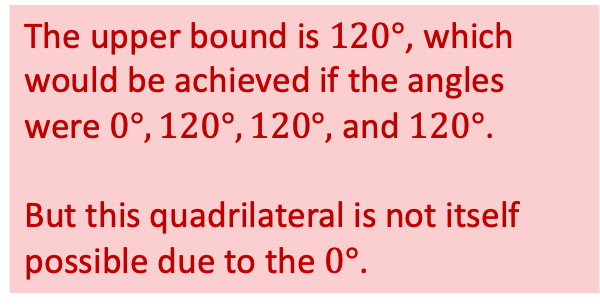 The upper bound is 120°, which
would be achieved if the angles
were 0°, 120°, 120°, and 120°.
But this quadrilateral is not itself
possible due to the 0°.